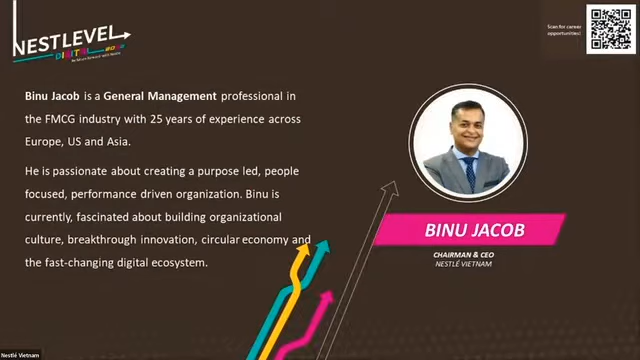 NESTLEVEL
DIGITAL
Scan for career
opportunities!
Binu Jacob is a General Management professional in
the FMCG industry with 25 years of experience across
Europe, US and Asia.
He is passionate about creating a purpose led, people
focused, performance driven organization. Binu is
currently, fascinated about building organizational
culture, breakthrough innovation, circular economy and
the fast-changing digital ecosystem.
BINU JACOB
CHAIRMAN & CEO
NESTLÉ VIETNAM
Nestlé Vietnam